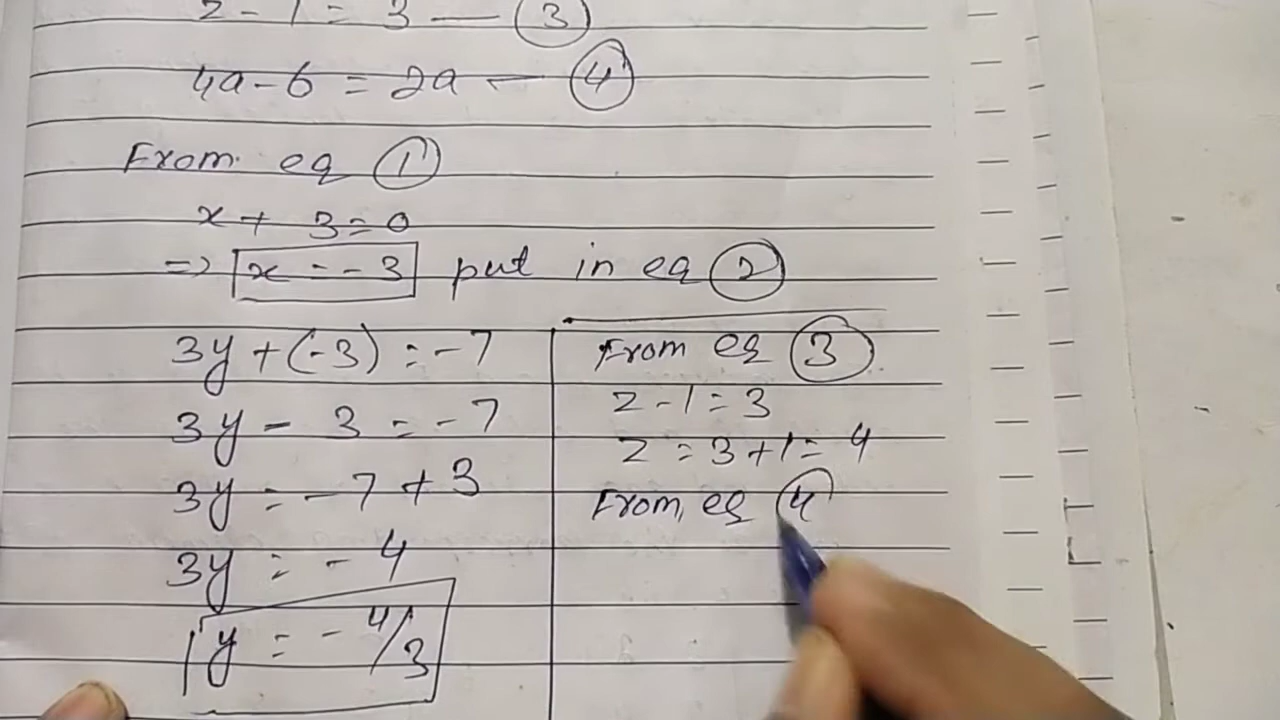 z - 1 = 3 — 3
4a - 6 = 2a — 4
From eq 1
x + 3 = 0
=> x = -3 put in eq 2
3y + (-3) = -7
3y - 3 = -7
3y = -7 + 3
3y = -4
y = -4/3
From eq 3
z - 1 = 3
z = 3 + 1 = 4
From eq 4